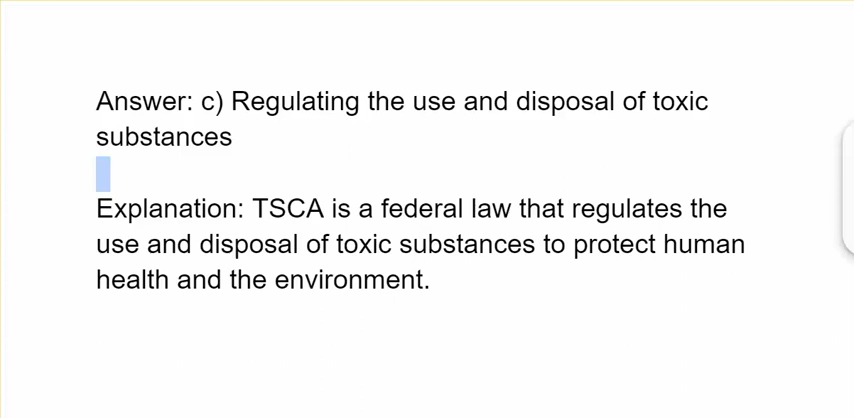 Answer: c) Regulating the use and disposal of toxic
substances
Explanation: TSCA is a federal law that regulates the
use and disposal of toxic substances to protect human
health and the environment.